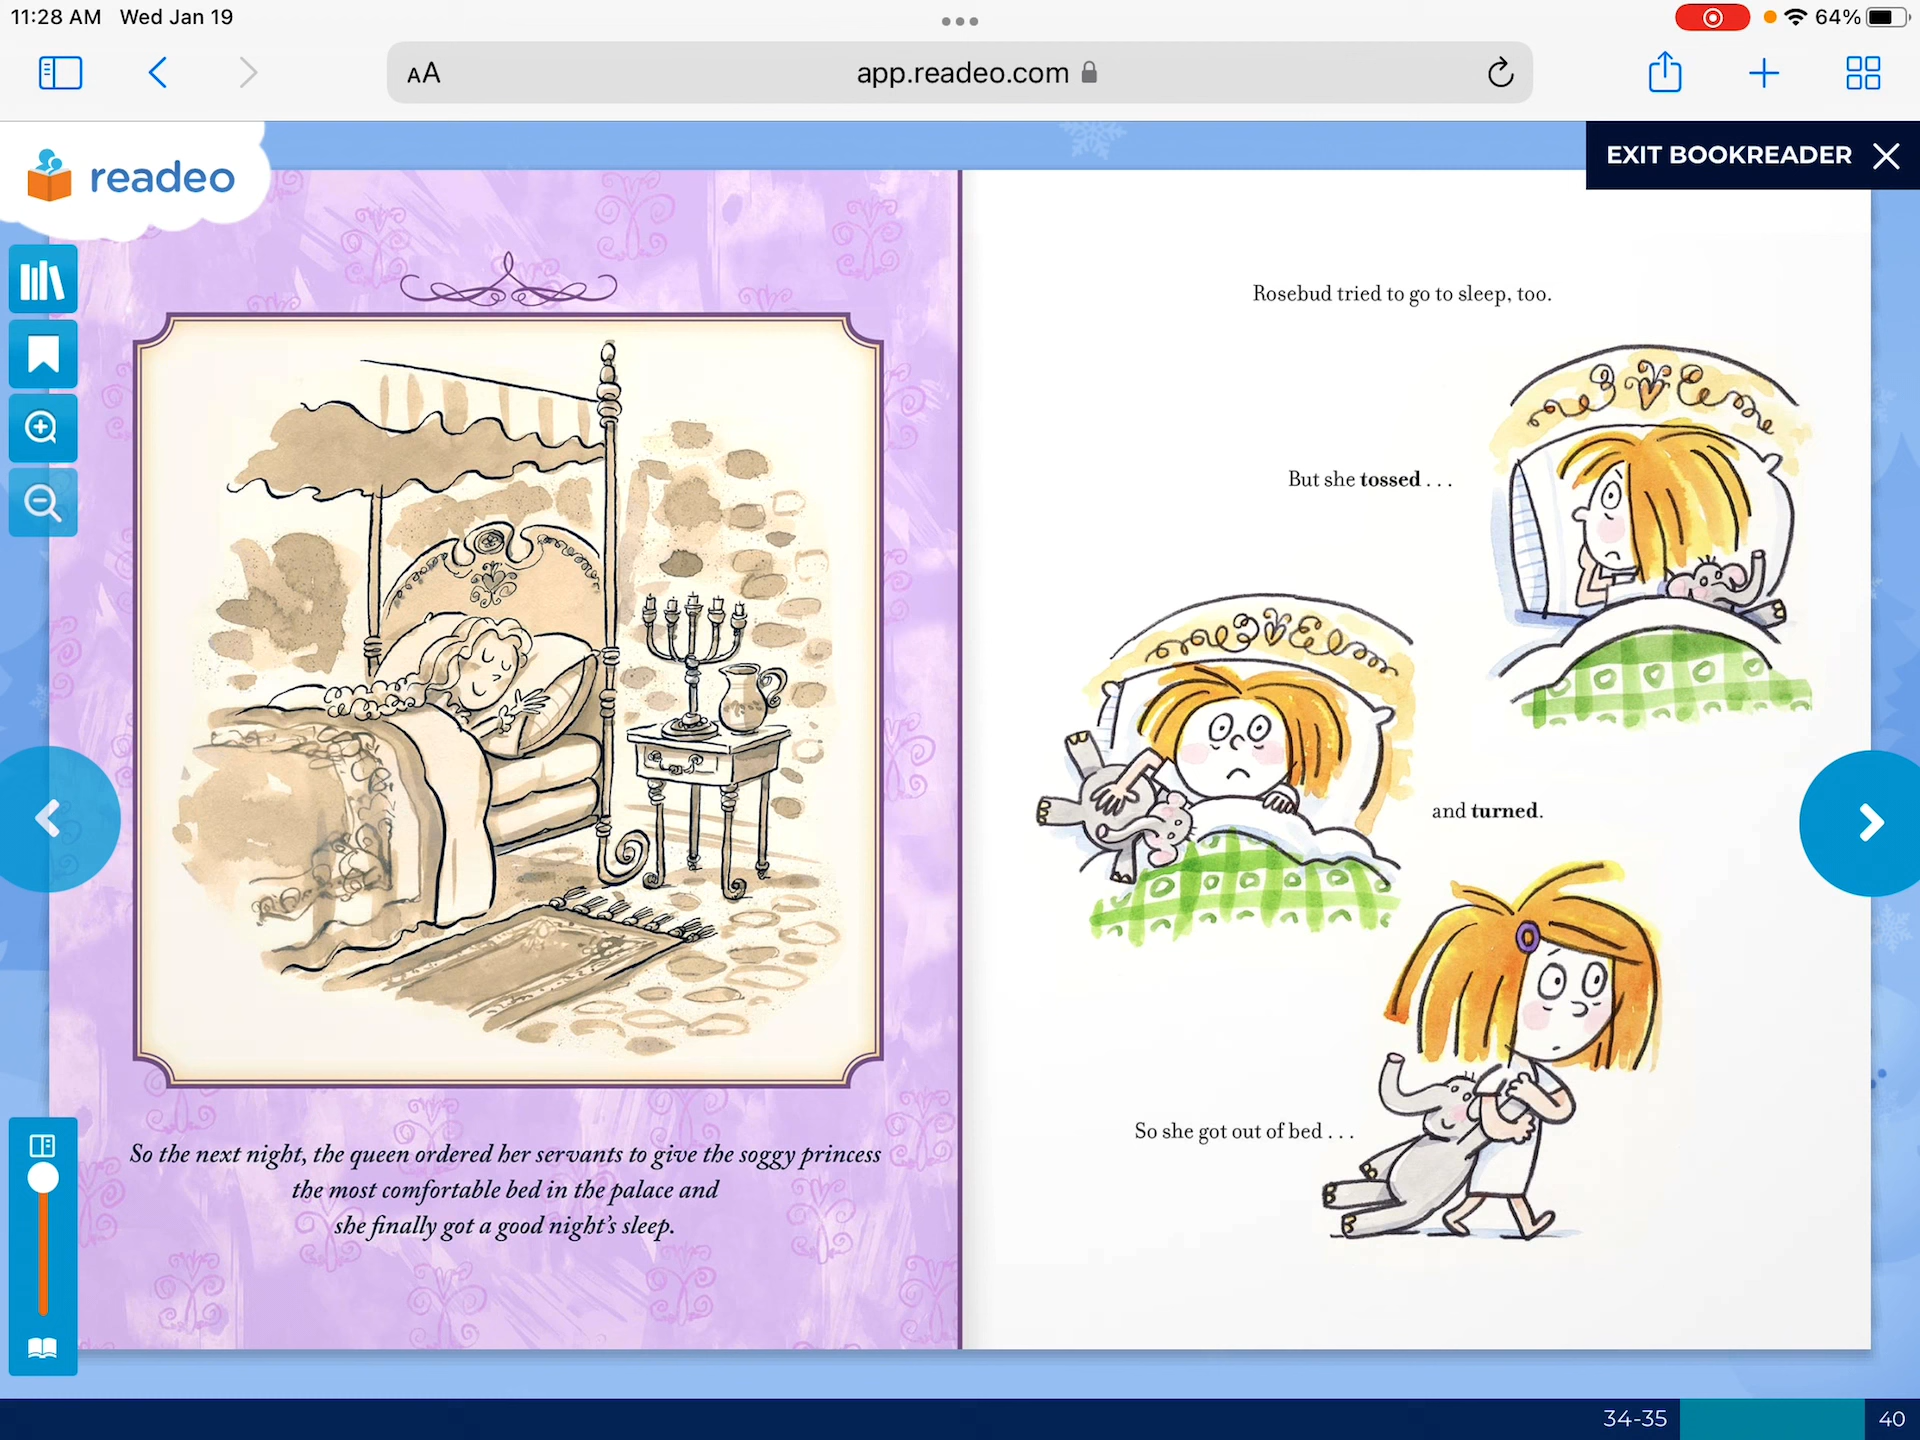 11:28 AM Wed Jan 19
64%
AA
app.readeo.com
readeo
EXIT BOOKREADER
So the next night, the queen ordered her servants to give the soggy princess
the most comfortable bed in the palace and
she finally got a good night's sleep.
Rosebud tried to go to sleep, too.
But she tossed . . .
and turned.
So she got out of bed . . .
34-35
40